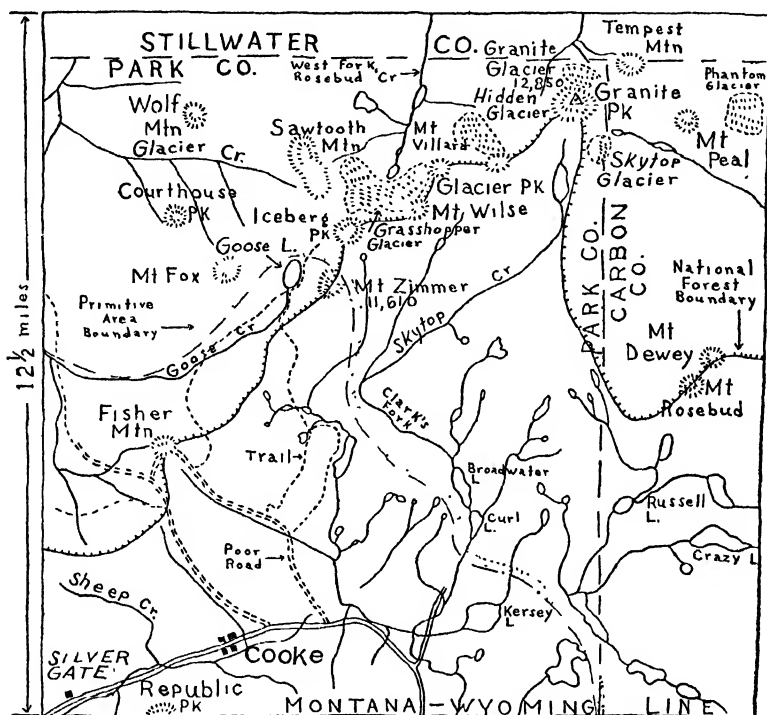 STILLWATER CO.
PARK CO.
West Fork,
Rosebud Cr
Granite
Glacier
12,850
Hidden
Glacier
Tempest
Mtn
Granite
PK
Phantom
Glacier
Wolf
Mtn
Glacier Cr.
Sawtooth
Mtn
Mt
Villard
Mt
Peal
Skytop
Glacier
Courthouse
PK
Iceberg
PK
Glacier PK
Mt. Wilse
Grasshopper
Glacier
Goose L.
Mt Fox
Mt Zimmer
11,610
Skytop Cr
PARK CO.
CARBON
CO.
National
Forest
Boundary
Primitive
Area
Boundary
Goose Cr
Mt
Dewey
Mt
Rosebud
12½ miles
Fisher
Mtn
Clark's
Fork
Trail
Broadwater
L.
Curl
L.
Russell
L.
Crazy L
Poor
Road
Sheep Cr
Kersey
L.
Cooke
SILVER
GATE
Republic
PK
MONTANA - WYOMING LINE